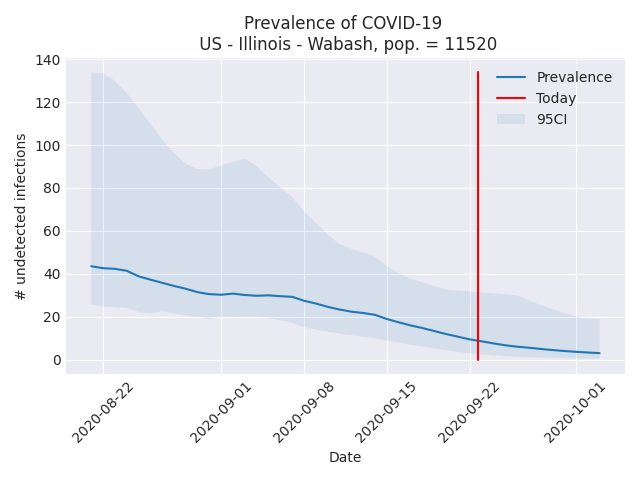 Prevalence of COVID-19
US - Illinois - Wabash, pop. = 11520
140
120
100
80
60
40
20
0
# undetected infections
Prevalence
Today
95CI
2020-08-22
2020-09-01
2020-09-08
2020-09-15
2020-09-22
2020-10-01
Date